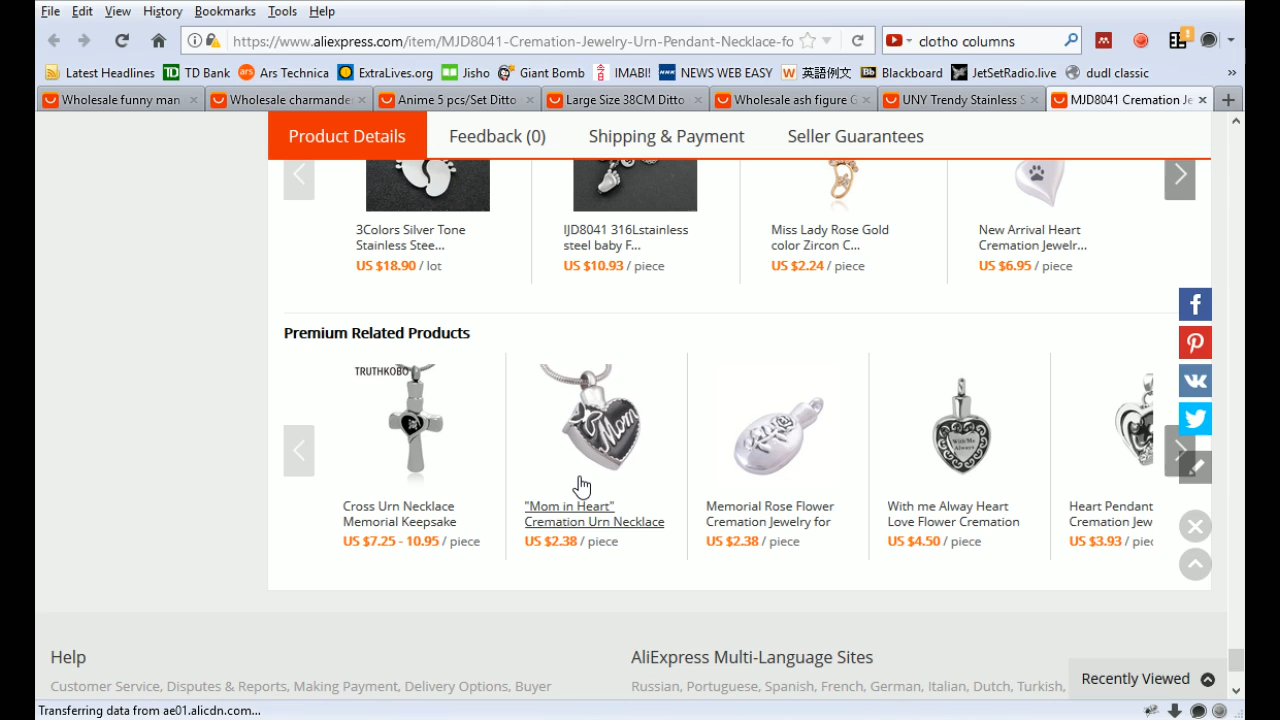 File Edit View History Bookmarks Tools Help
https://www.aliexpress.com/item/MJD8041-Cremation-Jewelry-Urn-Pendant-Necklace-fo
clotho columns
1
Latest Headlines TD Bank Ars Technica ExtraLives.org Jisho Giant Bomb IMABI! NEWS WEB EASY 英語例文 Blackboard JetSetRadio.live dudl classic
Wholesale funny man Wholesale charmande Anime 5 pcs/Set Ditto Large Size 38CM Ditto Wholesale ash figure UNY Trendy Stainless S MJD8041 Cremation Je
Product Details Feedback (0) Shipping & Payment Seller Guarantees
3Colors Silver Tone
Stainless Stee...
US $18.90 / lot
IJD8041 316Lstainless
steel baby F...
US $10.93 / piece
Miss Lady Rose Gold
color Zircon C...
US $2.24 / piece
New Arrival Heart
Cremation Jewelr...
US $6.95 / piece
Premium Related Products
TRUTHKOBO
Mom
With Me
Always
Cross Urn Necklace
Memorial Keepsake
US $7.25 - 10.95 / piece
"Mom in Heart"
Cremation Urn Necklace
US $2.38 / piece
Memorial Rose Flower
Cremation Jewelry for
US $2.38 / piece
With me Alway Heart
Love Flower Cremation
US $4.50 / piece
Heart Pendant
Cremation Jew
US $3.93 / piec
Help
Customer Service, Disputes & Reports, Making Payment, Delivery Options, Buyer
AliExpress Multi-Language Sites
Russian, Portuguese, Spanish, French, German, Italian, Dutch, Turkish,
Recently Viewed
Transferring data from ae01.alicdn.com...